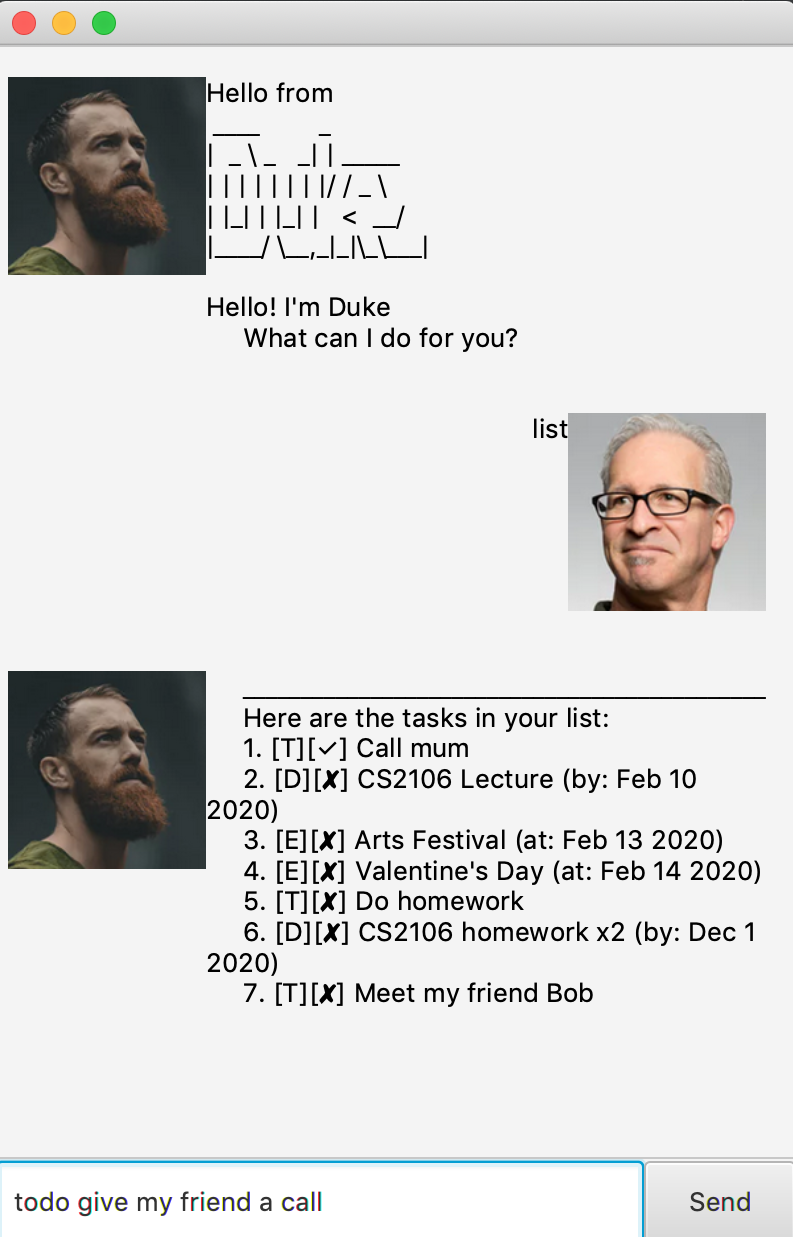 Hello from
 ____        _
|  _ \ _   _| | _____
| | | | | | | |/ / _ \
| |_| | |_| |   <  __/
|____/ \__,_|_|\_\___|
Hello! I'm Duke
What can I do for you?
list
____________________________________________
Here are the tasks in your list:
1. [T][✓] Call mum
2. [D][✘] CS2106 Lecture (by: Feb 10
2020)
3. [E][✘] Arts Festival (at: Feb 13 2020)
4. [E][✘] Valentine's Day (at: Feb 14 2020)
5. [T][✘] Do homework
6. [D][✘] CS2106 homework x2 (by: Dec 1
2020)
7. [T][✘] Meet my friend Bob
todo give my friend a call
Send